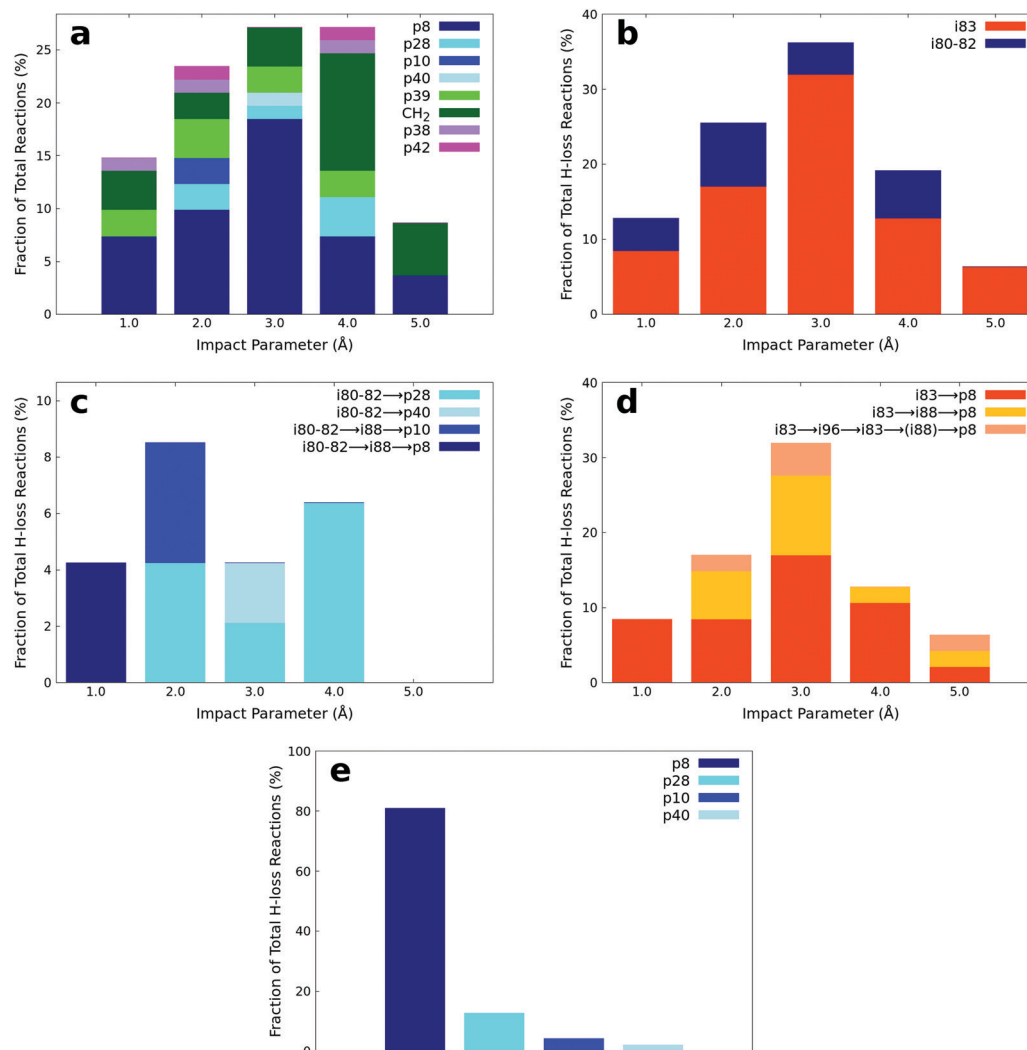 a
p8
p28
p10
p40
p39
CH₂
p38
p42
Fraction of Total Reactions (%)
25
20
15
10
5
0
1.0 2.0 3.0 4.0 5.0
Impact Parameter (Å)
b
i83
i80-82
Fraction of Total H-loss Reactions (%)
40
30
20
10
0
1.0 2.0 3.0 4.0 5.0
Impact Parameter (Å)
c
i80-82→p28
i80-82→p40
i80-82→i88→p10
i80-82→i88→p8
Fraction of Total H-loss Reactions (%)
10
8
6
4
2
0
1.0 2.0 3.0 4.0 5.0
Impact Parameter (Å)
d
i83→p8
i83→i88→p8
i83→i96→i83→(i88)→p8
Fraction of Total H-loss Reactions (%)
40
30
20
10
0
1.0 2.0 3.0 4.0 5.0
Impact Parameter (Å)
e
p8
p28
p10
p40
Fraction of Total H-loss Reactions (%)
100
80
60
40
20
0